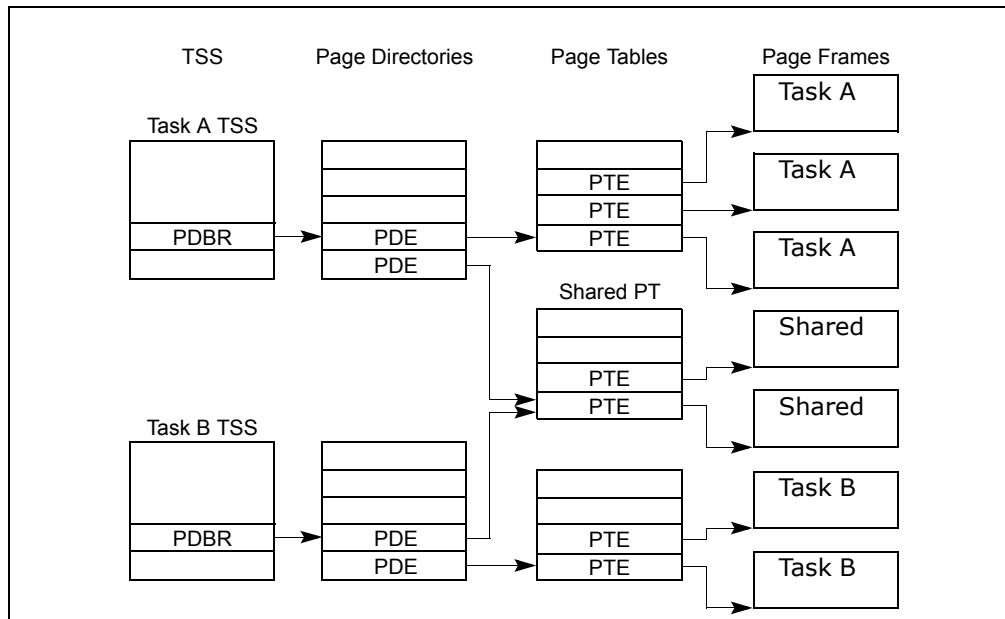 TSS Page Directories Page Tables Page Frames
Task A
Task A TSS
Task A
PTE
PTE
PDBR PDE PTE
Task A
PDE
Shared PT
Shared
PTE
PTE
Shared
Task B TSS
Task B
PDBR PDE PTE
PDE PTE
Task B